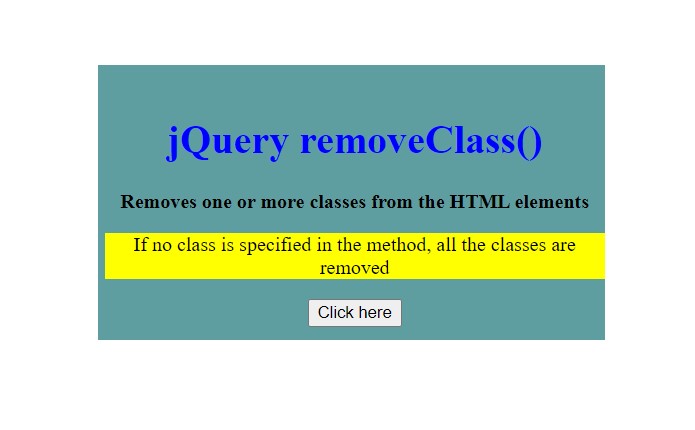 jQuery removeClass()
Removes one or more classes from the HTML elements
If no class is specified in the method, all the classes are
removed
Click here